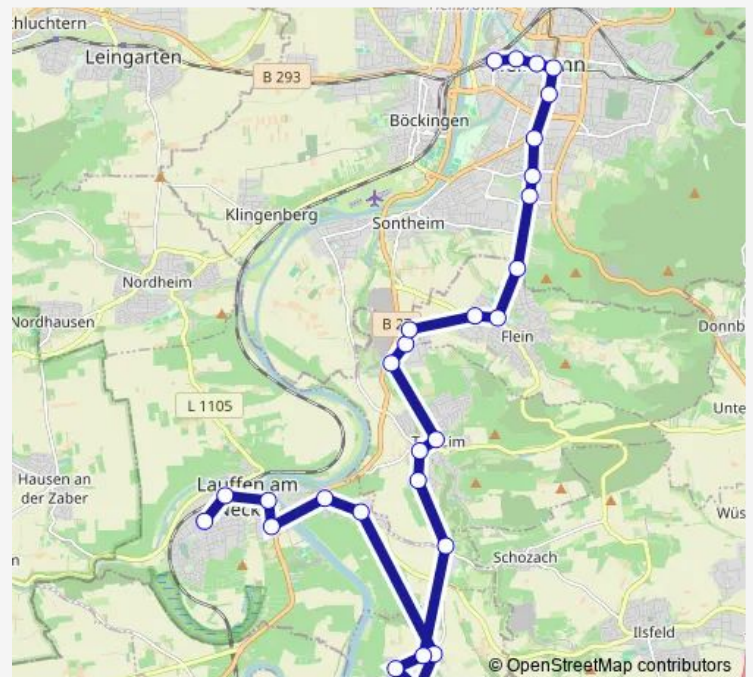 chluchtern
Leingarten
B 293
Böckingen
Klingenberg
Sontheim
Nordheim
Nordhausen
B 27
Flein
Donnb
L 1105
Unte
Hausen an
der Zaber
Lauffen am
Neck
Wüs
Schozach
Ilsfeld
© OpenStreetMap contributors